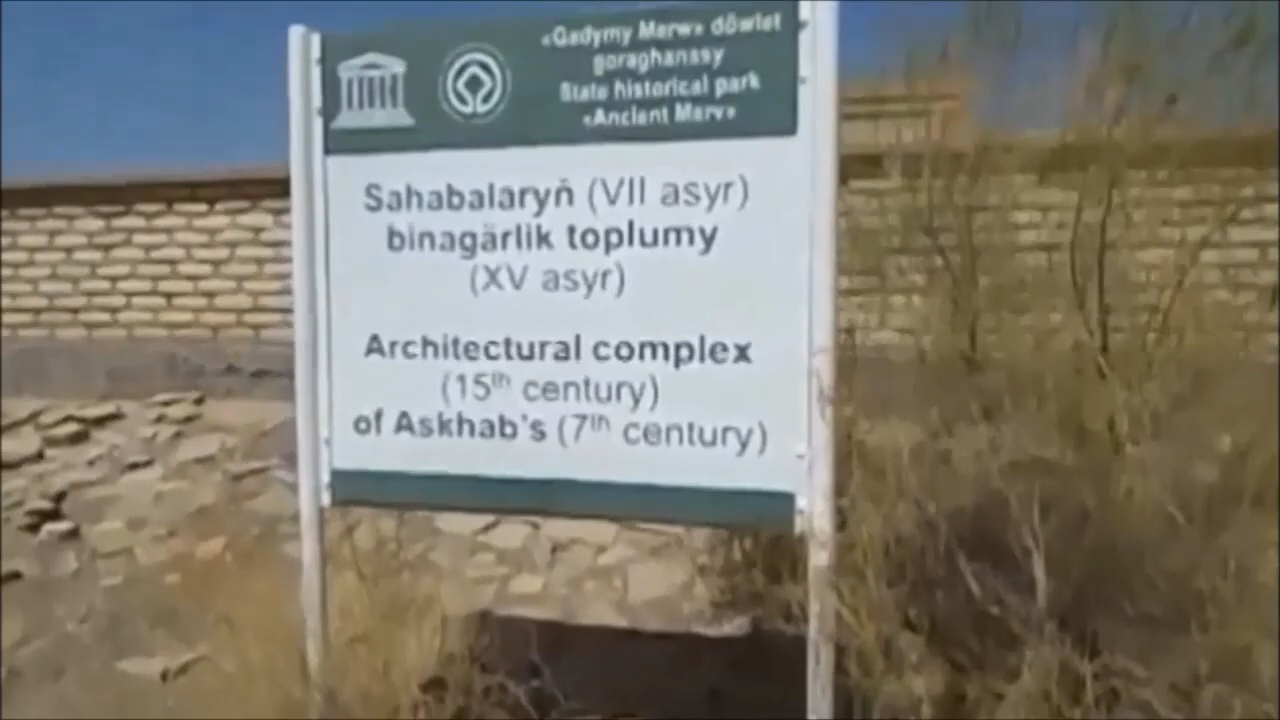 «Gadymy Merw» döwlet
goraghanasy
State historical park
«Ancient Merv»
Sahabalaryň (VII asyr)
binagärlik toplumy
(XV asyr)
Architectural complex
(15th century)
of Askhab's (7th century)